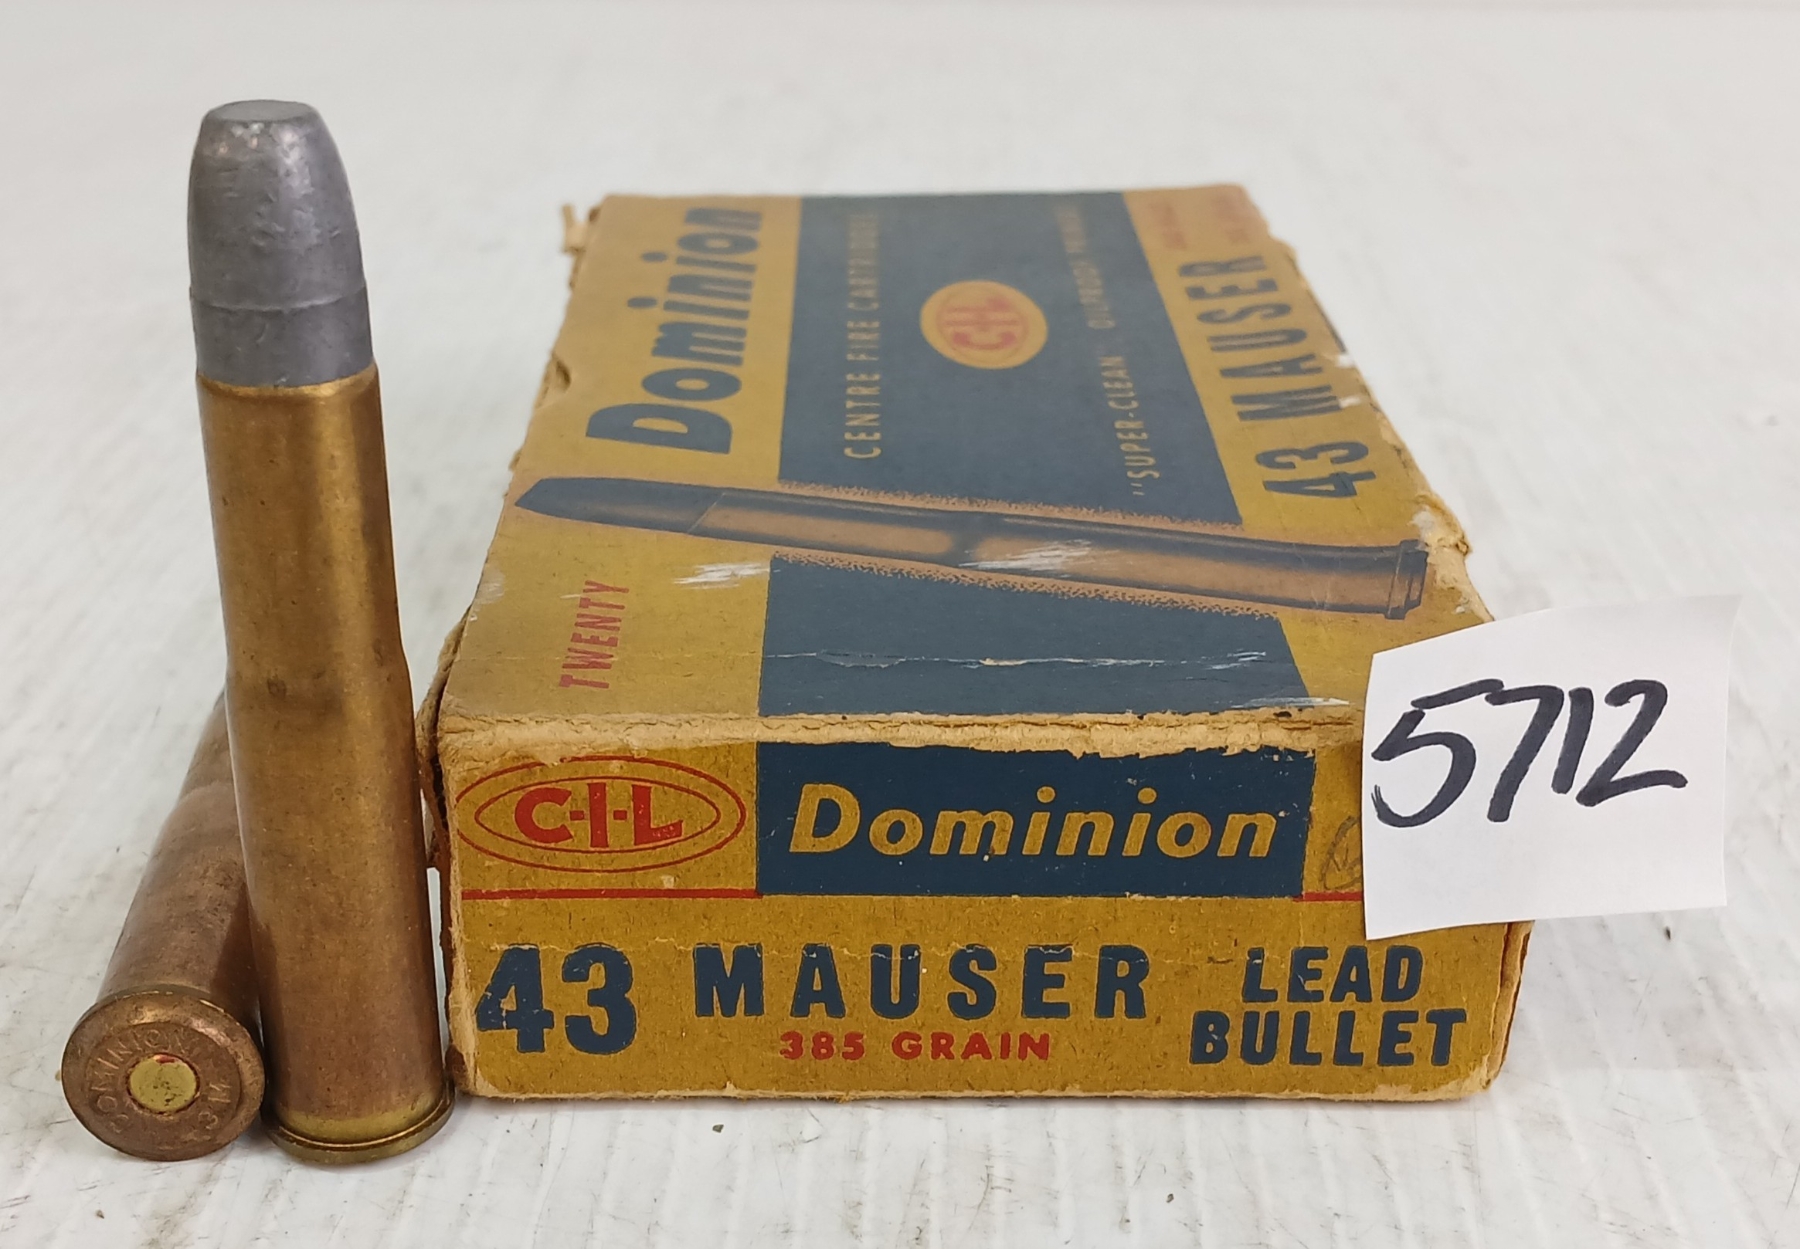 Dominion
CENTRE FIRE CARTRIDGES
C-I-L
"SUPER-CLEAN" OILPROOF
43 MAUSER
TWENTY
C-I-L
Dominion
43 MAUSER
385 GRAIN
LEAD
BULLET
5712
DOMINION
43 M